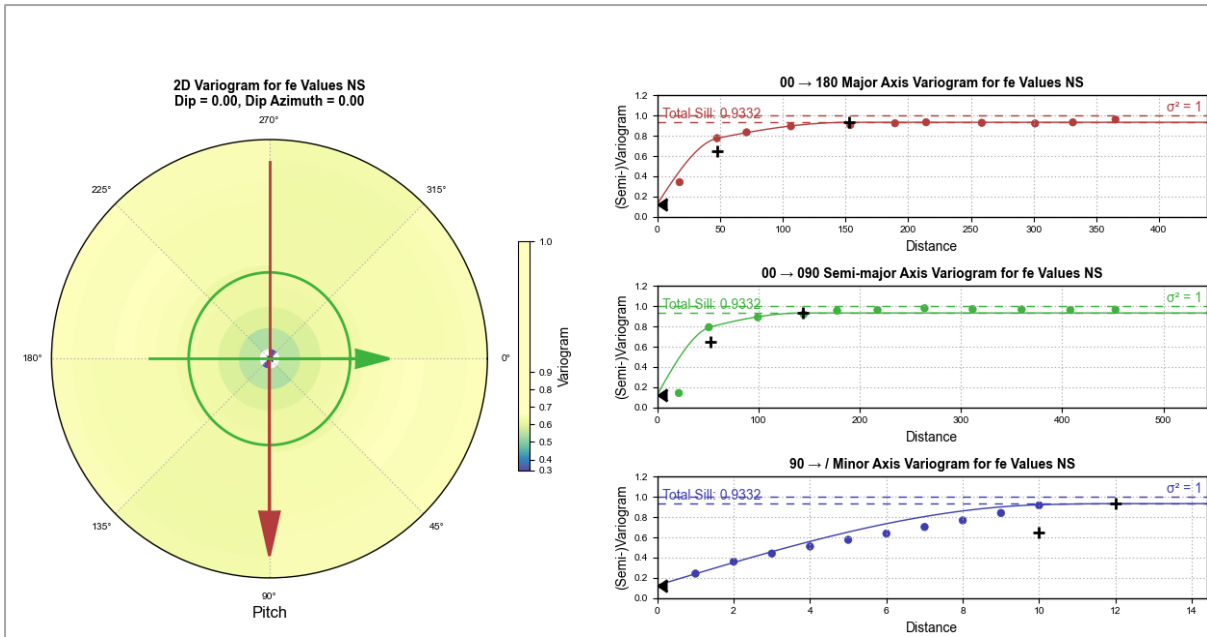 2D Variogram for fe Values NS
Dip = 0.00, Dip Azimuth = 0.00
270°
225°
315°
180°
0°
135°
45°
90°
Pitch
1.0
0.9
0.8
0.7
0.6
0.5
0.4
0.3
Variogram
00 → 180 Major Axis Variogram for fe Values NS
Total Sill: 0.9332
σ² = 1
1.2
1.0
0.8
0.6
0.4
0.2
0.0
(Semi-)Variogram
0 50 100 150 200 250 300 350 400
Distance
00 → 090 Semi-major Axis Variogram for fe Values NS
Total Sill: 0.9332
σ² = 1
1.2
1.0
0.8
0.6
0.4
0.2
0.0
(Semi-)Variogram
0 100 200 300 400 500
Distance
90 → / Minor Axis Variogram for fe Values NS
Total Sill: 0.9332
σ² = 1
1.2
1.0
0.8
0.6
0.4
0.2
0.0
(Semi-)Variogram
0 2 4 6 8 10 12 14
Distance